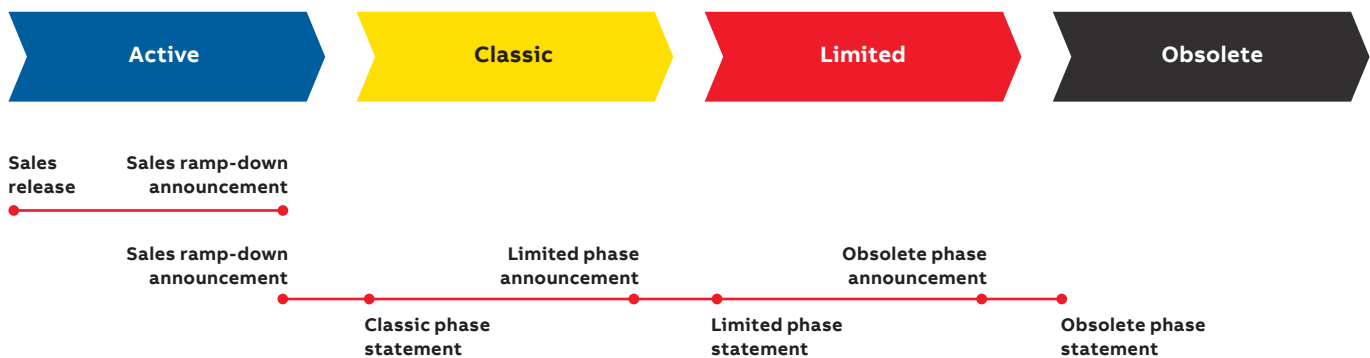 Active
Classic
Limited
Obsolete
Sales
release
Sales ramp-down
announcement
Sales ramp-down
announcement
Limited phase
announcement
Obsolete phase
announcement
Classic phase
statement
Limited phase
statement
Obsolete phase
statement